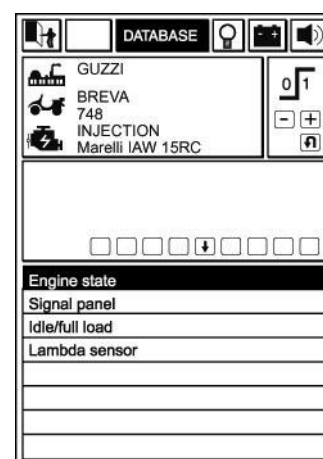 DATABASE
GUZZI
BREVA
748
INJECTION
Marelli IAW 15RC
0 1
Engine state
Signal panel
Idle/full load
Lambda sensor